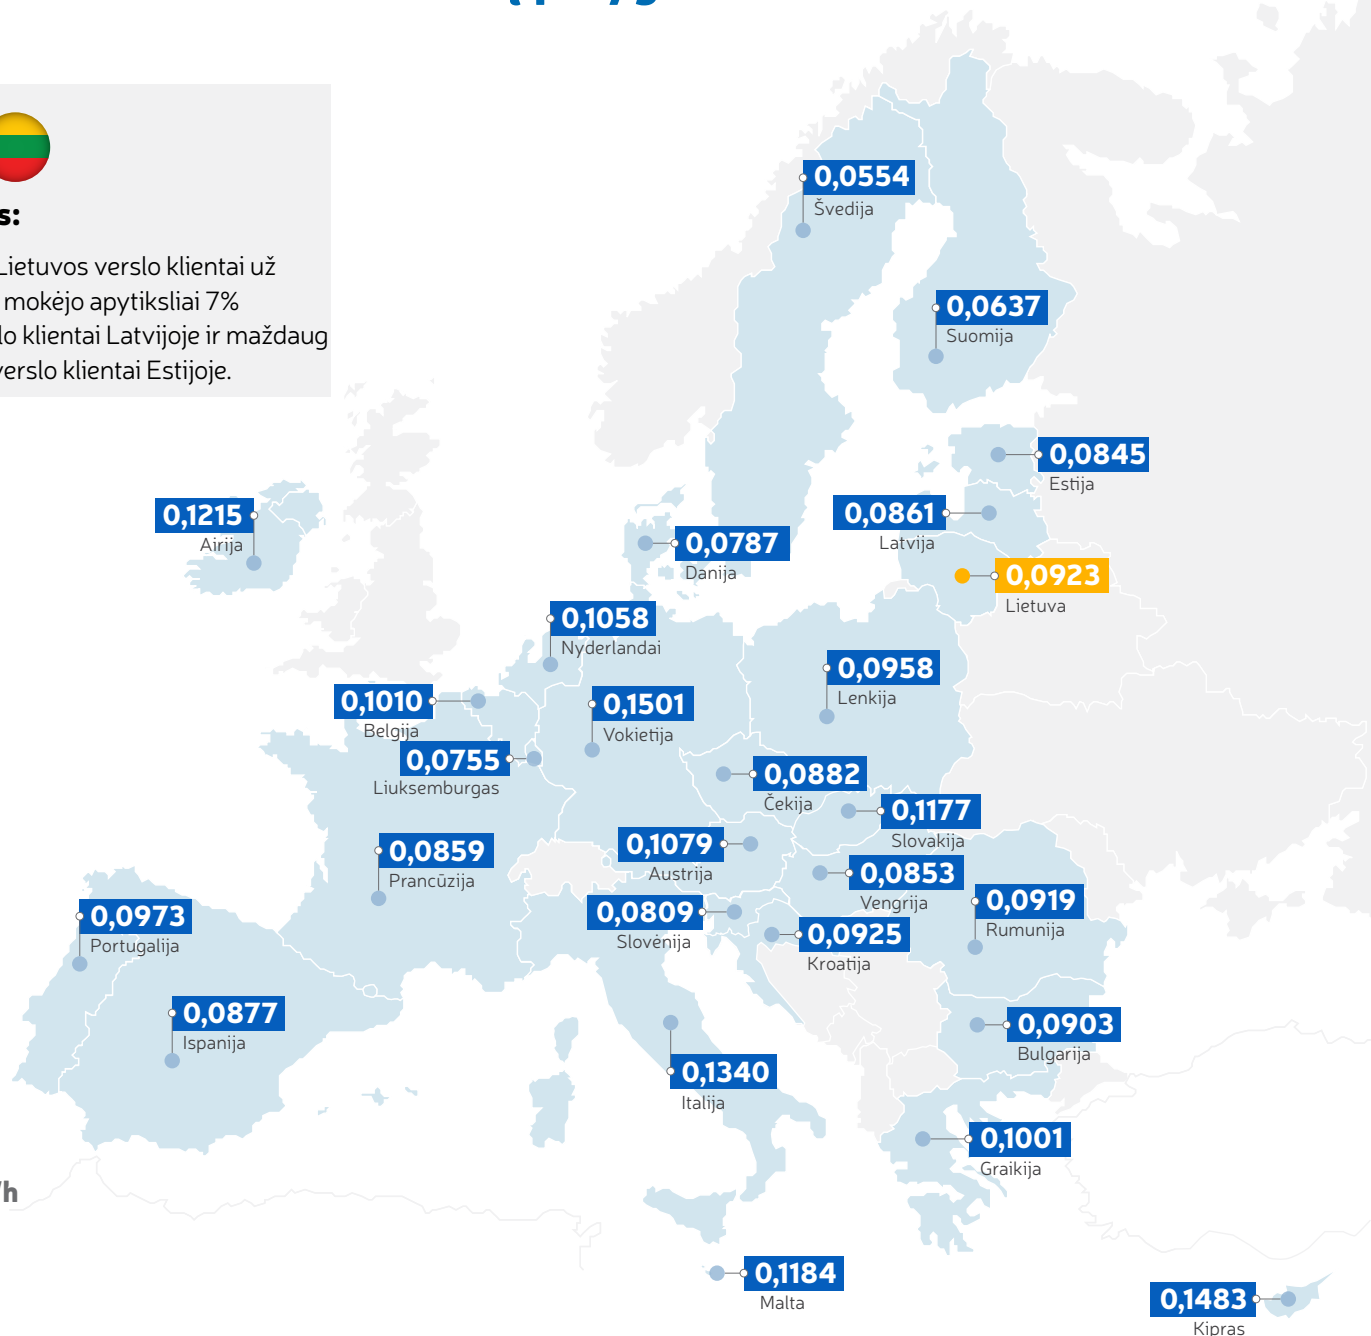 s:
Lietuvos verslo klientai už
mokėjo apytiksliai 7%
lo klientai Latvijoje ir maždaug
verslo klientai Estijoje.
0,0554
Švedija
0,0637
Suomija
0,0845
Estija
0,1215
Airija
0,0861
Latvija
0,0787
Danija
0,0923
Lietuva
0,1058
Nyderlandai
0,0958
Lenkija
0,1010
Belgija
0,1501
Vokietija
0,0755
Liuksemburgas
0,0882
Čekija
0,1177
Slovakija
0,1079
Austrija
0,0859
Prancūzija
0,0853
Vengrija
0,0919
Rumunija
0,0973
Portugalija
0,0809
Slovėnija
0,0925
Kroatija
0,0877
Ispanija
0,0903
Bulgarija
0,1340
Italija
0,1001
Graikija
/h
0,1184
Malta
0,1483
Kipras